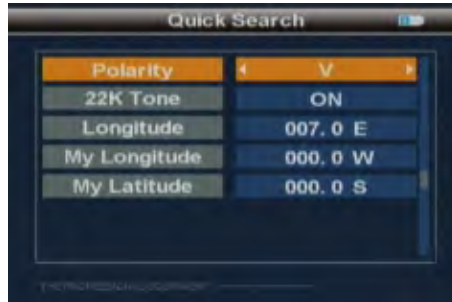 Quick Search
Polarity V
22K Tone ON
Longitude 007. 0 E
My Longitude 000. 0 W
My Latitude 000. 0 S